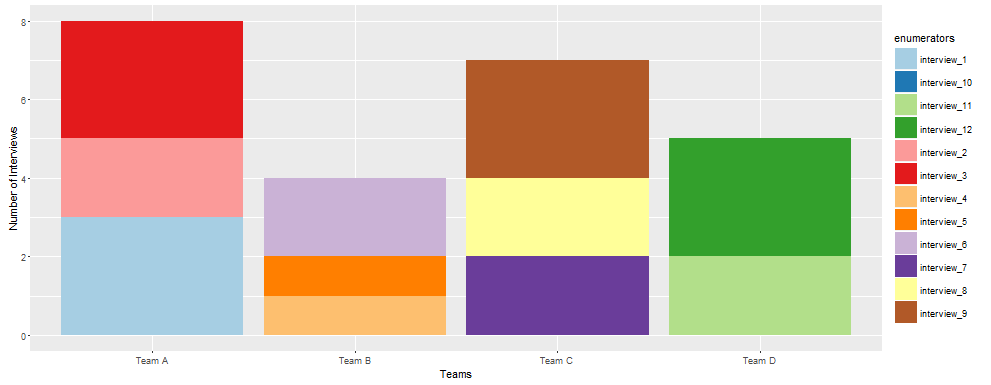 8
6
4
2
0
Number of Interviews
Team A
Team B
Team C
Team D
Teams
enumerators
interview_1
interview_10
interview_11
interview_12
interview_2
interview_3
interview_4
interview_5
interview_6
interview_7
interview_8
interview_9